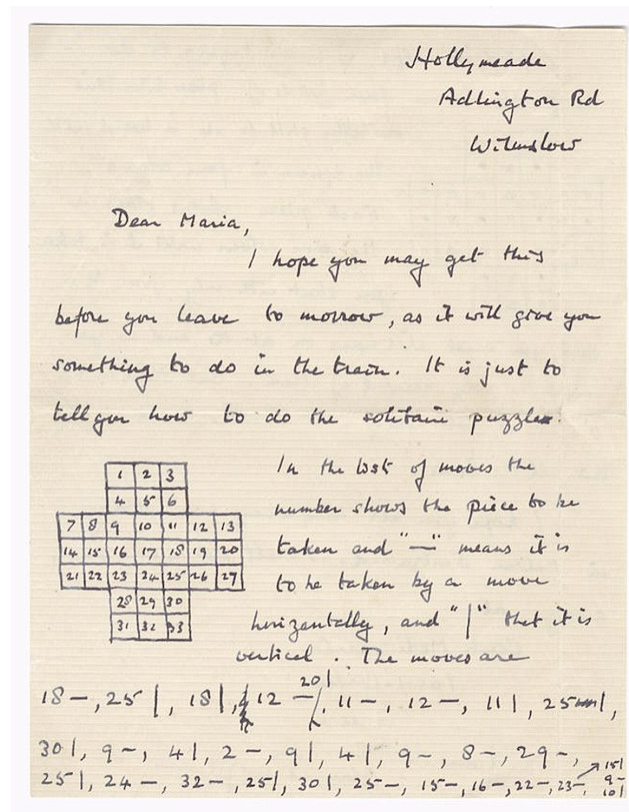 Hollymeade
Adlington Rd
Wilmslow
Dear Maria,
I hope you may get this
before you leave to morrow, as it will give you
something to do in the train. It is just to
tell you how to do the solitaire puzzle.
1 2 3
4 5 6
7 8 9 10 11 12 13
14 15 16 17 18 19 20
21 22 23 24 25 26 27
28 29 30
31 32 33
In the list of moves the
number shows the piece to be
taken and "—" means it is
to be taken by a move
horizontally, and "|" that it is
vertical. The moves are
20|
18 –, 25 |, 18 |, 12 –, 11 –, 12 –, 11 |, 25 |,
30 |, 9 –, 4 |, 2 –, 9 |, 4 |, 9 –, 8 –, 29 –,
25 |, 24 –, 32 –, 25 |, 30 |, 25 –, 15 –, 16 –, 22 –, 23 –,
15 |
9 –
10 |